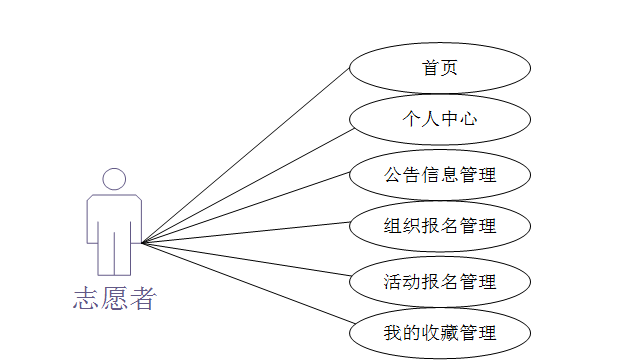 首页
个人中心
公告信息管理
组织报名管理
活动报名管理
我的收藏管理
志愿者